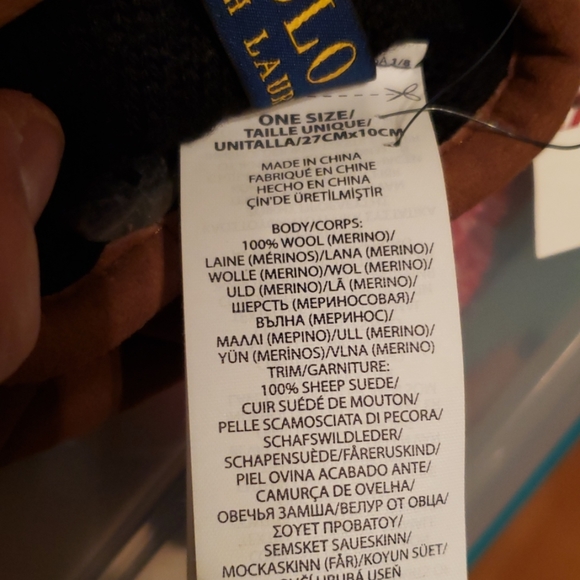 OLO
H LAUR
A 3/8
ONE SIZE/
TAILLE UNIQUE/
UNITALLA/27CMx10CM
MADE IN CHINA
FABRIQUÉ EN CHINE
HECHO EN CHINA
ÇİN'DE ÜRETİLMİŞTİR
BODY/CORPS:
100% WOOL (MERINO)/
LAINE (MÉRINOS)/LANA (MERINO)/
WOLLE (MERINO)/WOL (MERINO)/
ULD (MERINO)/LÃ (MERINO)/
ШЕРСТЬ (МЕРИНОСОВАЯ)/
ВЪЛНА (МЕРИНОС)/
ΜΑΛΛΙ (ΜΕΡΙΝΟ)/ULL (MERINO)/
YÜN (MERİNOS)/VLNA (MERINO)
TRIM/GARNITURE:
100% SHEEP SUEDE/
CUIR SUÉDÉ DE MOUTON/
PELLE SCAMOSCIATA DI PECORA/
SCHAFSWILDLEDER/
SCHAPENSUÈDE/FÅRERUSKIND/
PIEL OVINA ACABADO ANTE/
CAMURÇA DE OVELHA/
ОВЕЧЬЯ ЗАМША/ВЕЛУР ОТ ОВЦА/
ΣΟΥΕΤ ΠΡΟΒΑΤΟΥ/
SEMSKET SAUESKINN/
MOCKASKINN (FÅR)/KOYUN SÜET/